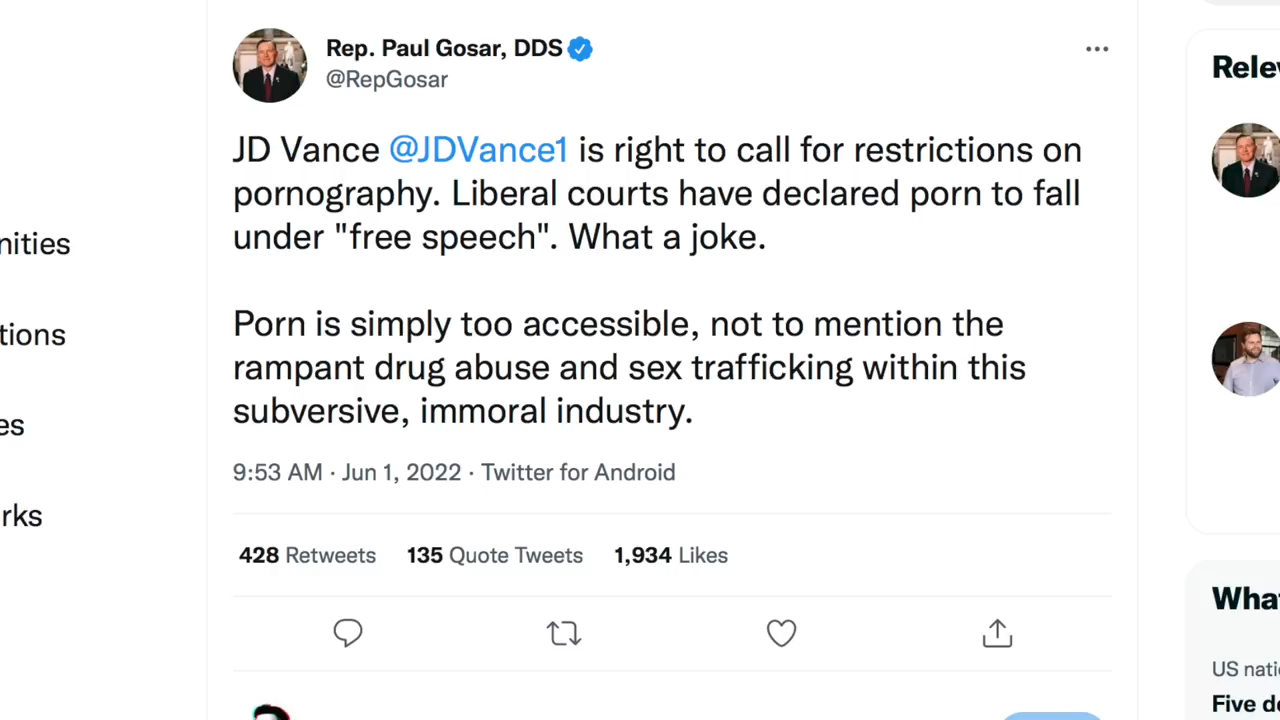 Rep. Paul Gosar, DDS
@RepGosar
JD Vance @JDVance1 is right to call for restrictions on
pornography. Liberal courts have declared porn to fall
under "free speech". What a joke.
Porn is simply too accessible, not to mention the
rampant drug abuse and sex trafficking within this
subversive, immoral industry.
9:53 AM · Jun 1, 2022 · Twitter for Android
428 Retweets 135 Quote Tweets 1,934 Likes
nities
tions
es
rks
Rele
What
US nati
Five d